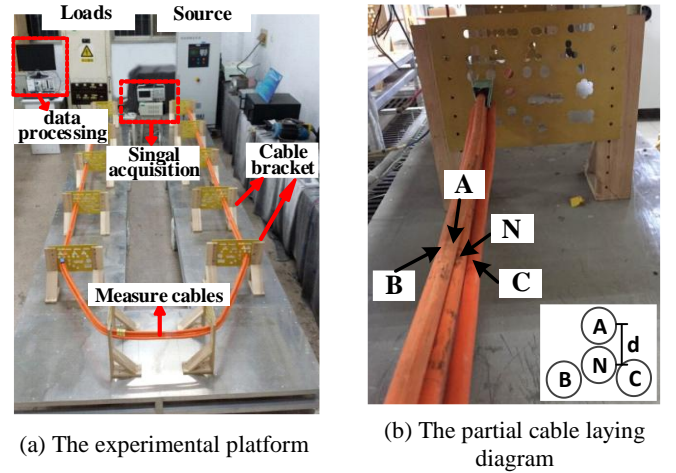 Loads
Source
data
processing
Singal
acquisition
Cable
bracket
Measure cables
(a) The experimental platform
A
N
B
C
A
d
N
B
C
(b) The partial cable laying
diagram